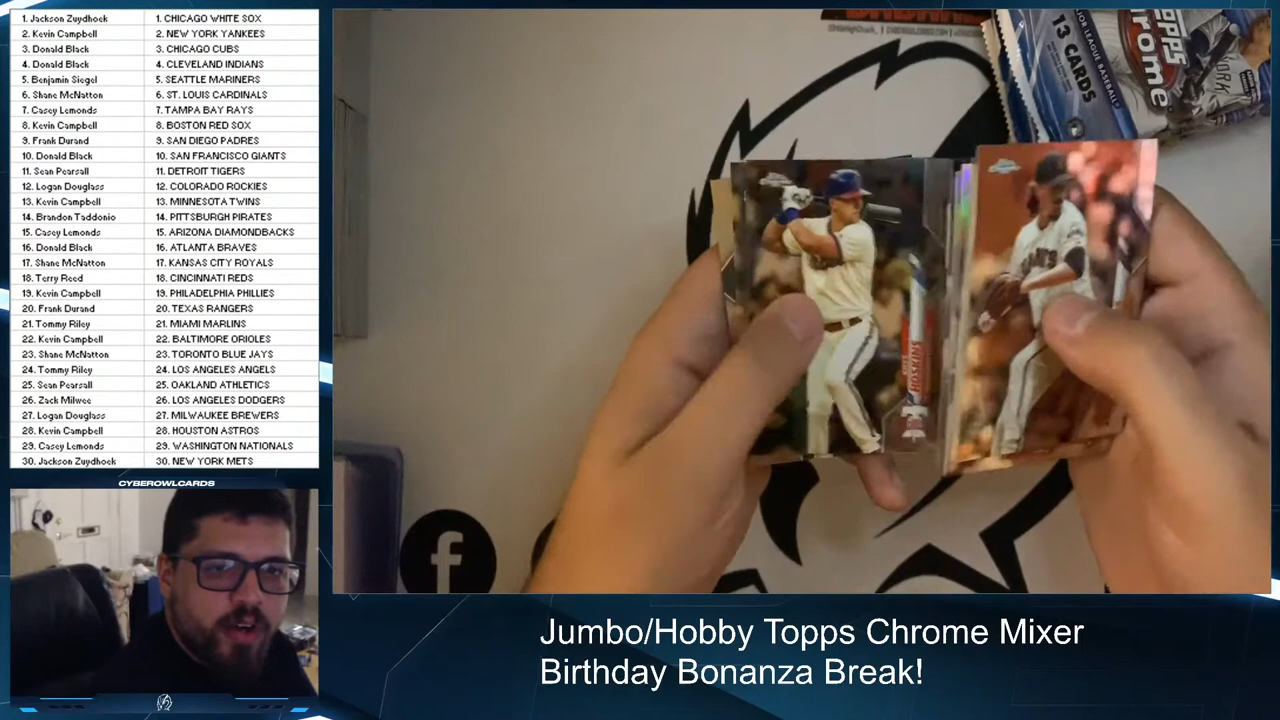 1. Jackson Zuydhoek 1. CHICAGO WHITE SOX
2. Kevin Campbell 2. NEW YORK YANKEES
3. Donald Black 3. CHICAGO CUBS
4. Donald Black 4. CLEVELAND INDIANS
5. Benjamin Siegel 5. SEATTLE MARINERS
6. Shane McNatton 6. ST. LOUIS CARDINALS
7. Casey Lemonds 7. TAMPA BAY RAYS
8. Kevin Campbell 8. BOSTON RED SOX
9. Frank Durand 9. SAN DIEGO PADRES
10. Donald Black 10. SAN FRANCISCO GIANTS
11. Sean Pearsall 11. DETROIT TIGERS
12. Logan Douglass 12. COLORADO ROCKIES
13. Kevin Campbell 13. MINNESOTA TWINS
14. Brandon Taddonio 14. PITTSBURGH PIRATES
15. Casey Lemonds 15. ARIZONA DIAMONDBACKS
16. Donald Black 16. ATLANTA BRAVES
17. Shane McNatton 17. KANSAS CITY ROYALS
18. Terry Reed 18. CINCINNATI REDS
19. Kevin Campbell 19. PHILADELPHIA PHILLIES
20. Frank Durand 20. TEXAS RANGERS
21. Tommy Riley 21. MIAMI MARLINS
22. Kevin Campbell 22. BALTIMORE ORIOLES
23. Shane McNatton 23. TORONTO BLUE JAYS
24. Tommy Riley 24. LOS ANGELES ANGELS
25. Sean Pearsall 25. OAKLAND ATHLETICS
26. Zack Milwee 26. LOS ANGELES DODGERS
27. Logan Douglass 27. MILWAUKEE BREWERS
28. Kevin Campbell 28. HOUSTON ASTROS
29. Casey Lemonds 29. WASHINGTON NATIONALS
30. Jackson Zuydhoek 30. NEW YORK METS
CYBEROWLCARDS
MAJOR LEAGUE BASEBALL
13 CARDS
Topps
Chrome
HOSKINS
f
Jumbo/Hobby Topps Chrome Mixer
Birthday Bonanza Break!